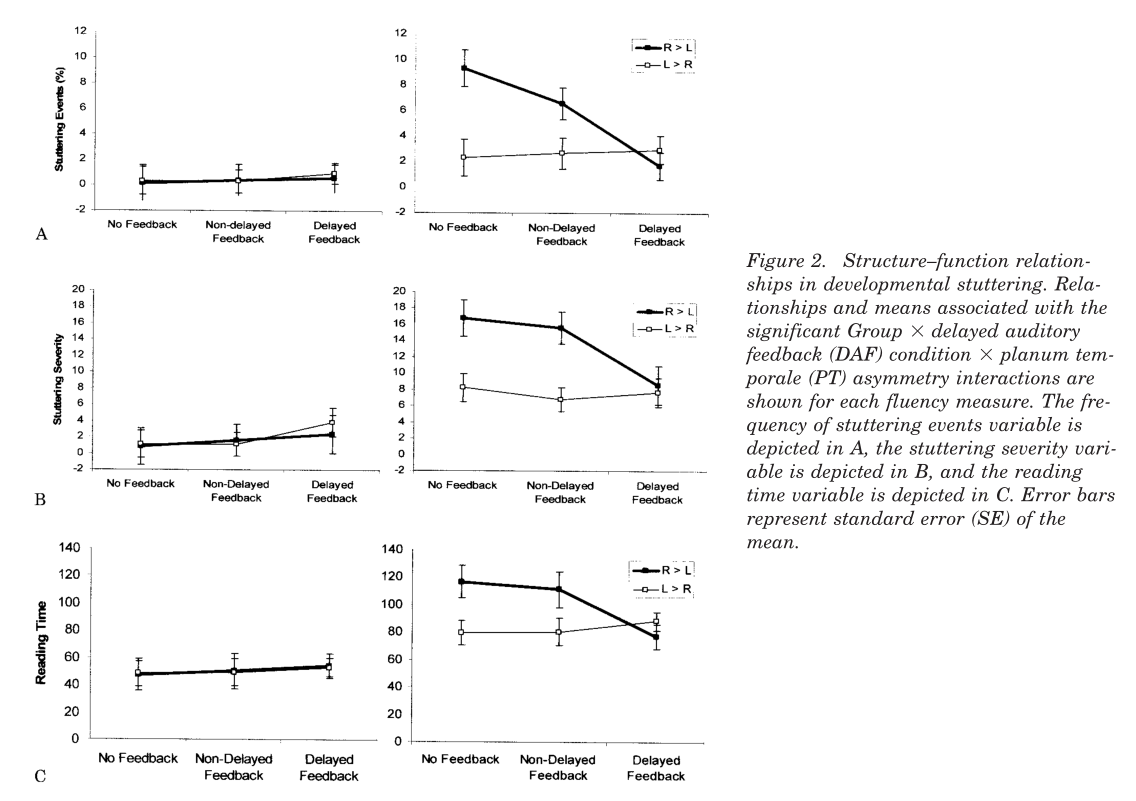 12
10
8
6
4
2
0
-2
Stuttering Events (%)
No Feedback
Non-delayed
Feedback
Delayed
Feedback
A
12
10
8
6
4
2
0
-2
R > L
L > R
No Feedback
Non-delayed
Feedback
Delayed
Feedback
20
18
16
14
12
10
8
6
4
2
0
-2
Stuttering Severity
No Feedback
Non-Delayed
Feedback
Delayed
Feedback
B
20
18
16
14
12
10
8
6
4
2
0
-2
R > L
L > R
No Feedback
Non-Delayed
Feedback
Delayed
Feedback
140
120
100
80
60
40
20
0
Reading Time
No Feedback
Non-Delayed
Feedback
Delayed
Feedback
C
140
120
100
80
60
40
20
0
R > L
L > R
No Feedback
Non-Delayed
Feedback
Delayed
Feedback
Figure 2. Structure–function relation-
ships in developmental stuttering. Rela-
tionships and means associated with the
significant Group × delayed auditory
feedback (DAF) condition × planum tem-
porale (PT) asymmetry interactions are
shown for each fluency measure. The fre-
quency of stuttering events variable is
depicted in A, the stuttering severity vari-
able is depicted in B, and the reading
time variable is depicted in C. Error bars
represent standard error (SE) of the
mean.